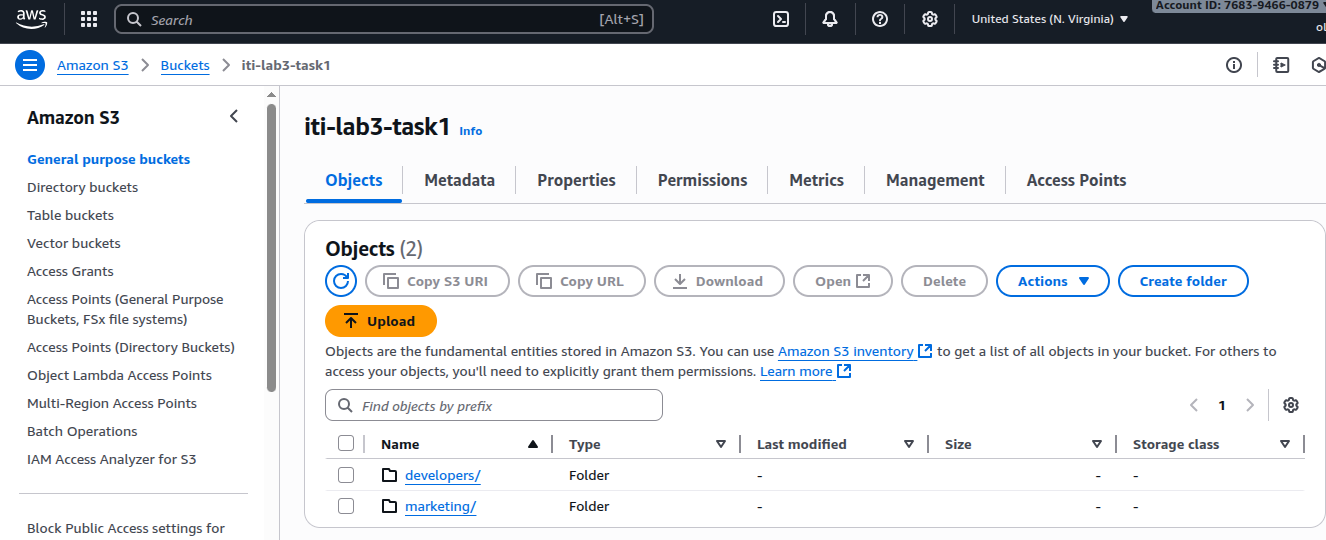 aws
Search [Alt+S]
United States (N. Virginia)
Account ID: 7683-9466-0879
Amazon S3 Buckets iti-lab3-task1
Amazon S3
General purpose buckets
Directory buckets
Table buckets
Vector buckets
Access Grants
Access Points (General Purpose
Buckets, FSx file systems)
Access Points (Directory Buckets)
Object Lambda Access Points
Multi-Region Access Points
Batch Operations
IAM Access Analyzer for S3
Block Public Access settings for
iti-lab3-task1 Info
Objects Metadata Properties Permissions Metrics Management Access Points
Objects (2)
Copy S3 URI Copy URL Download Open Delete Actions Create folder
Upload
Objects are the fundamental entities stored in Amazon S3. You can use Amazon S3 inventory to get a list of all objects in your bucket. For others to
access your objects, you'll need to explicitly grant them permissions. Learn more
Find objects by prefix 1
Name Type Last modified Size Storage class
developers/ Folder - - -
marketing/ Folder - - -